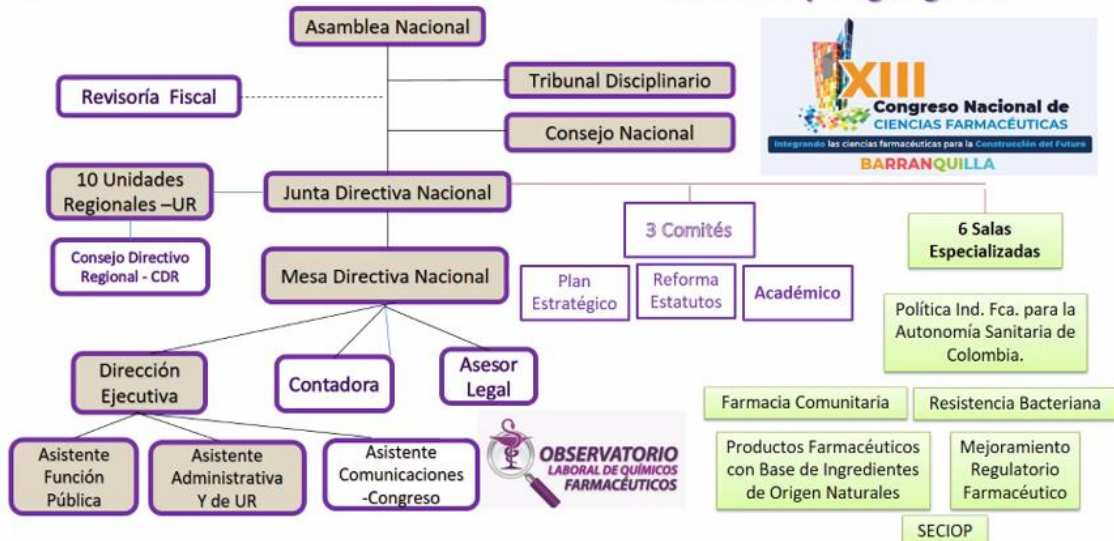 Asamblea Nacional
Tribunal Disciplinario
Revisoría Fiscal
Consejo Nacional
XIII
Congreso Nacional de
CIENCIAS FARMACÉUTICAS
Integrando las ciencias farmacéuticas para la Construcción del Futuro
BARRANQUILLA
10 Unidades
Regionales –UR
Junta Directiva Nacional
Consejo Directivo
Regional - CDR
Mesa Directiva Nacional
3 Comités
Plan
Estratégico
Reforma
Estatutos
Académico
6 Salas
Especializadas
Política Ind. Fca. para la
Autonomía Sanitaria de
Colombia.
Dirección
Ejecutiva
Contadora
Asesor
Legal
Farmacia Comunitaria
Resistencia Bacteriana
Asistente
Función
Pública
Asistente
Administrativa
Y de UR
Asistente
Comunicaciones
-Congreso
OBSERVATORIO
LABORAL DE QUÍMICOS
FARMACÉUTICOS
Productos Farmacéuticos
con Base de Ingredientes
de Origen Naturales
Mejoramiento
Regulatorio
Farmacéutico
SECIOP